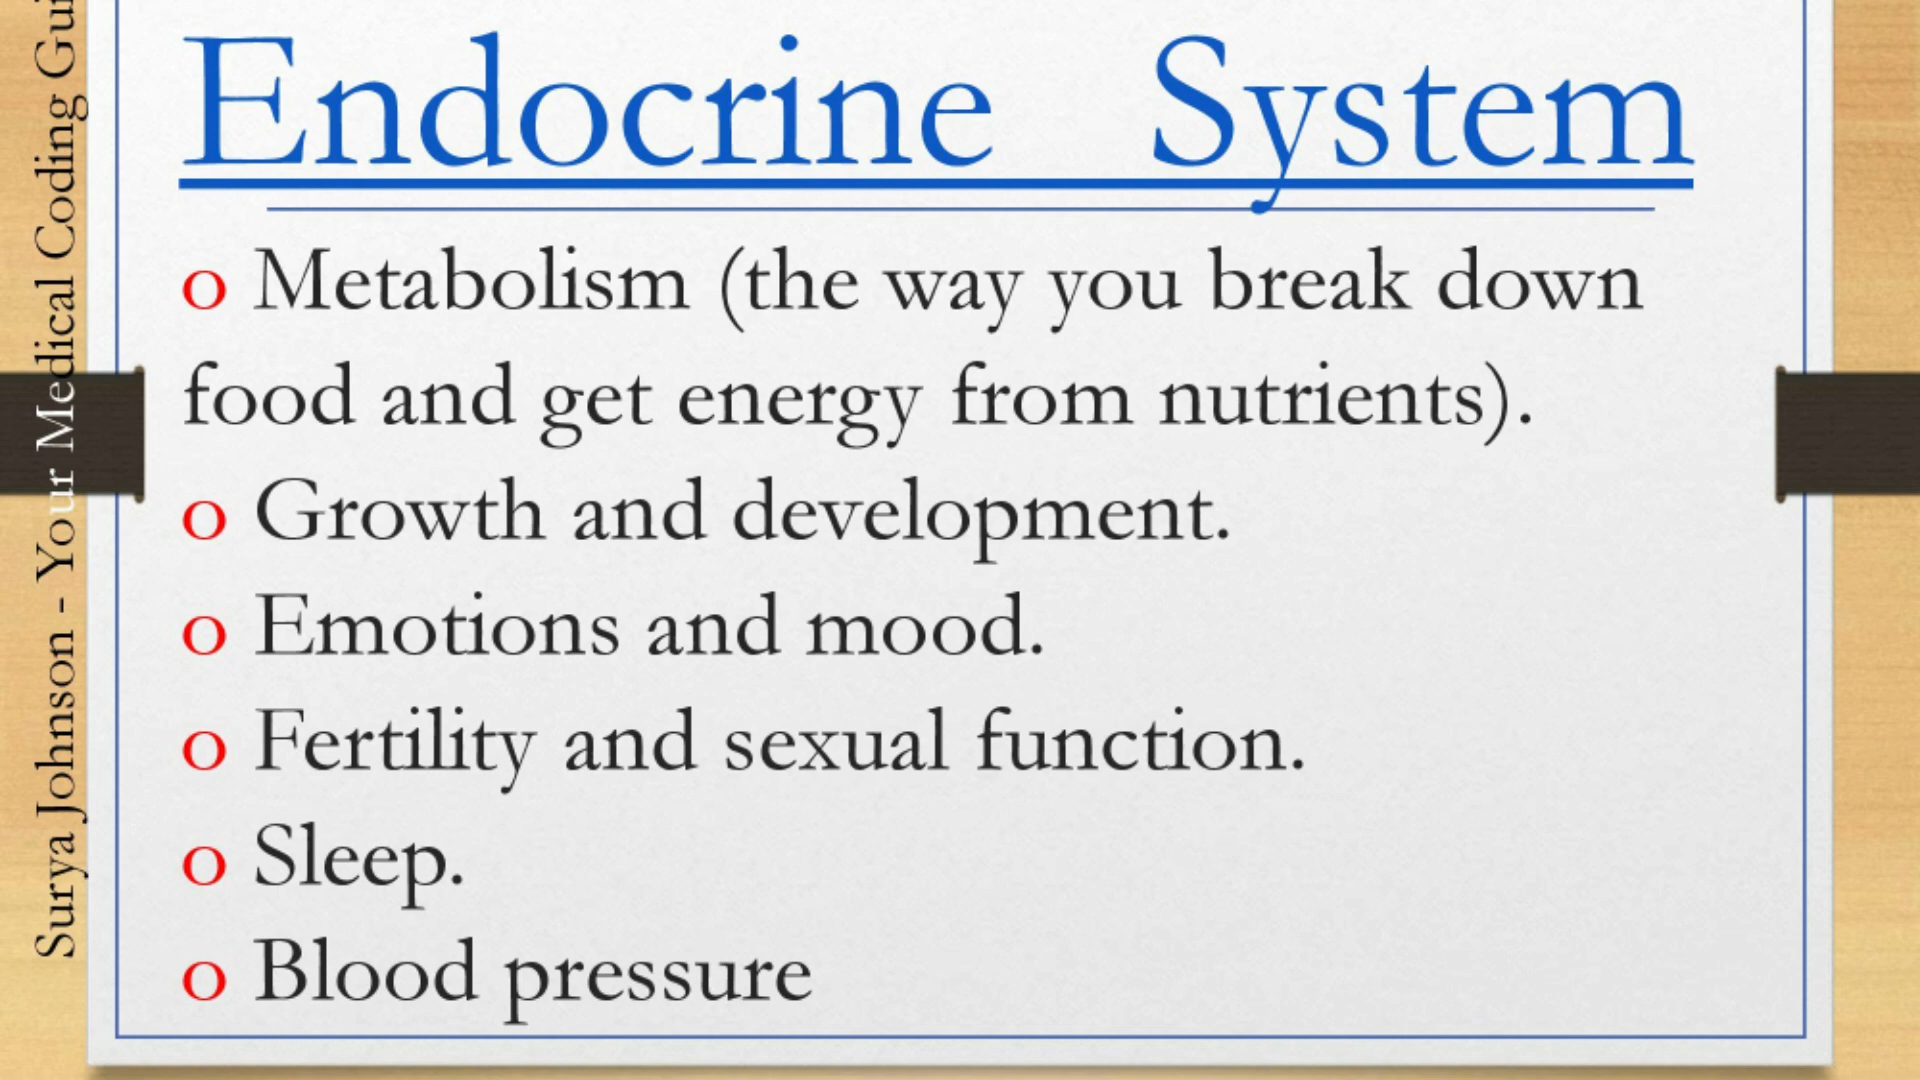 Endocrine System
o Metabolism (the way you break down
food and get energy from nutrients).
o Growth and development.
o Emotions and mood.
o Fertility and sexual function.
o Sleep.
o Blood pressure
Surya Johnson - Your Medical Coding Gui